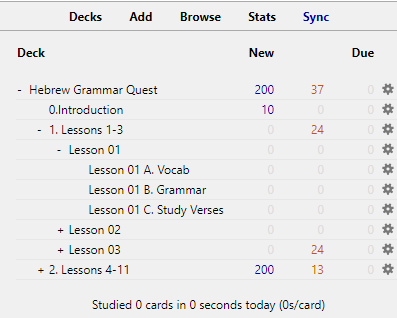 Decks Add Browse Stats Sync
Deck New Due
- Hebrew Grammar Quest 200 37 0
0.Introduction 10 0 0
- 1. Lessons 1-3 0 24 0
- Lesson 01 0 0 0
Lesson 01 A. Vocab 0 0 0
Lesson 01 B. Grammar 0 0 0
Lesson 01 C. Study Verses 0 0 0
+ Lesson 02 0 0 0
+ Lesson 03 0 24 0
+ 2. Lessons 4-11 200 13 0
Studied 0 cards in 0 seconds today (0s/card)